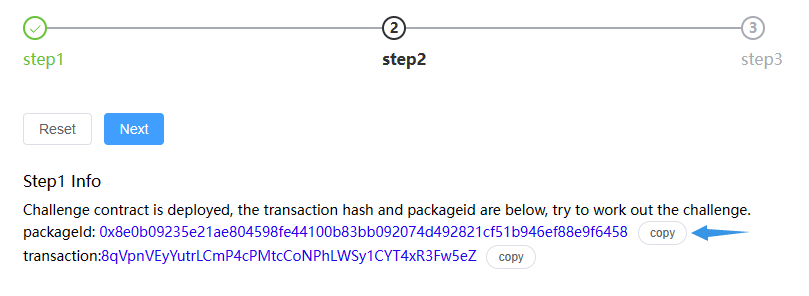 2 3
step1 step2 step3
Reset Next
Step1 Info
Challenge contract is deployed, the transaction hash and packageid are below, try to work out the challenge.
packageId: 0x8e0b09235e21ae804598fe44100b83bb092074d492821cf51b946ef88e9f6458 copy
transaction:8qVpnVEyYutrLCmP4cPMtcCoNPhLWSy1CYT4xR3Fw5eZ copy